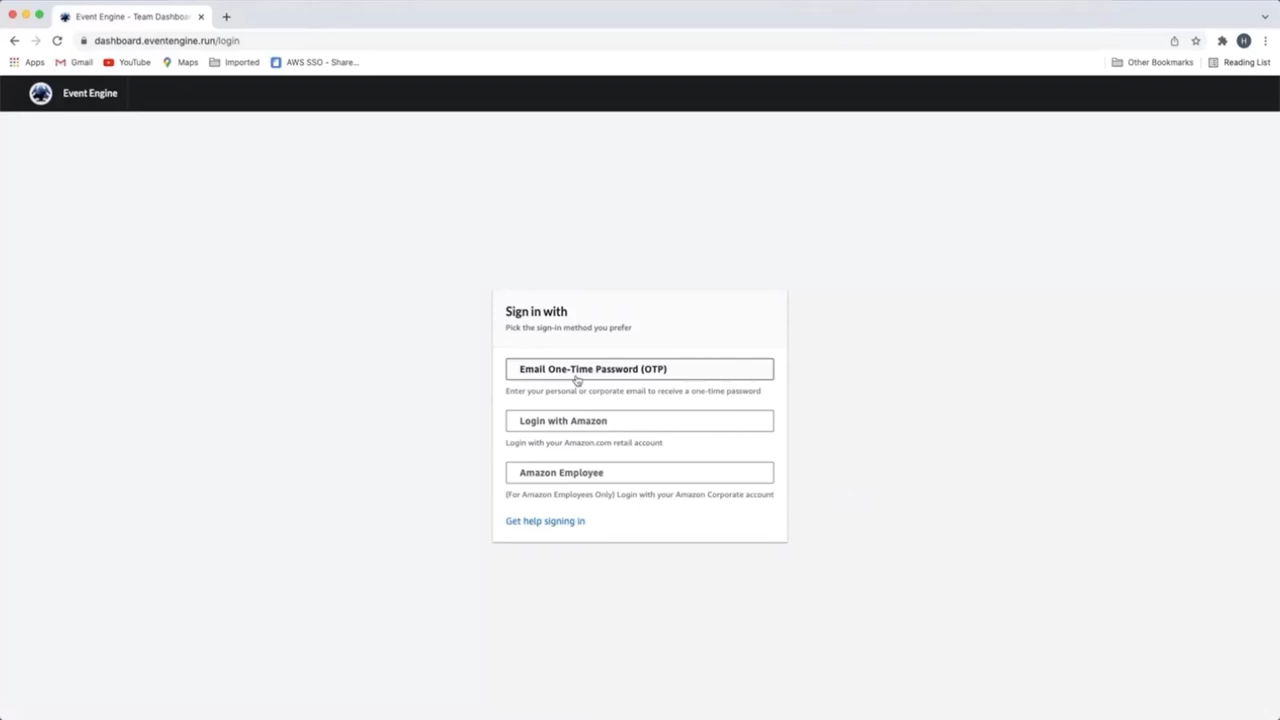 Event Engine - Team Dashboar
dashboard.eventengine.run/login
H
Apps Gmail YouTube Maps Imported AWS SSO - Share... Other Bookmarks Reading List
Event Engine
Sign in with
Pick the sign-in method you prefer
Email One-Time Password (OTP)
Enter your personal or corporate email to receive a one-time password
Login with Amazon
Login with your Amazon.com retail account
Amazon Employee
(For Amazon Employees Only) Login with your Amazon Corporate account
Get help signing in